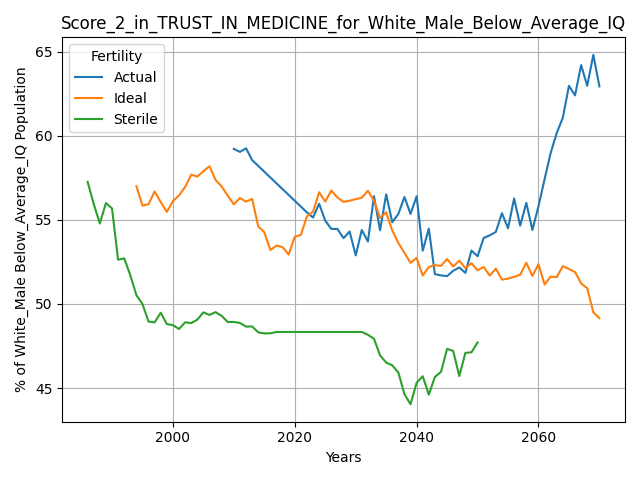 Score_2_in_TRUST_IN_MEDICINE_for_White_Male_Below_Average_IQ
% of White_Male Below_Average_IQ Population
65
60
55
50
45
Fertility
Actual
Ideal
Sterile
2000
2020
2040
2060
Years